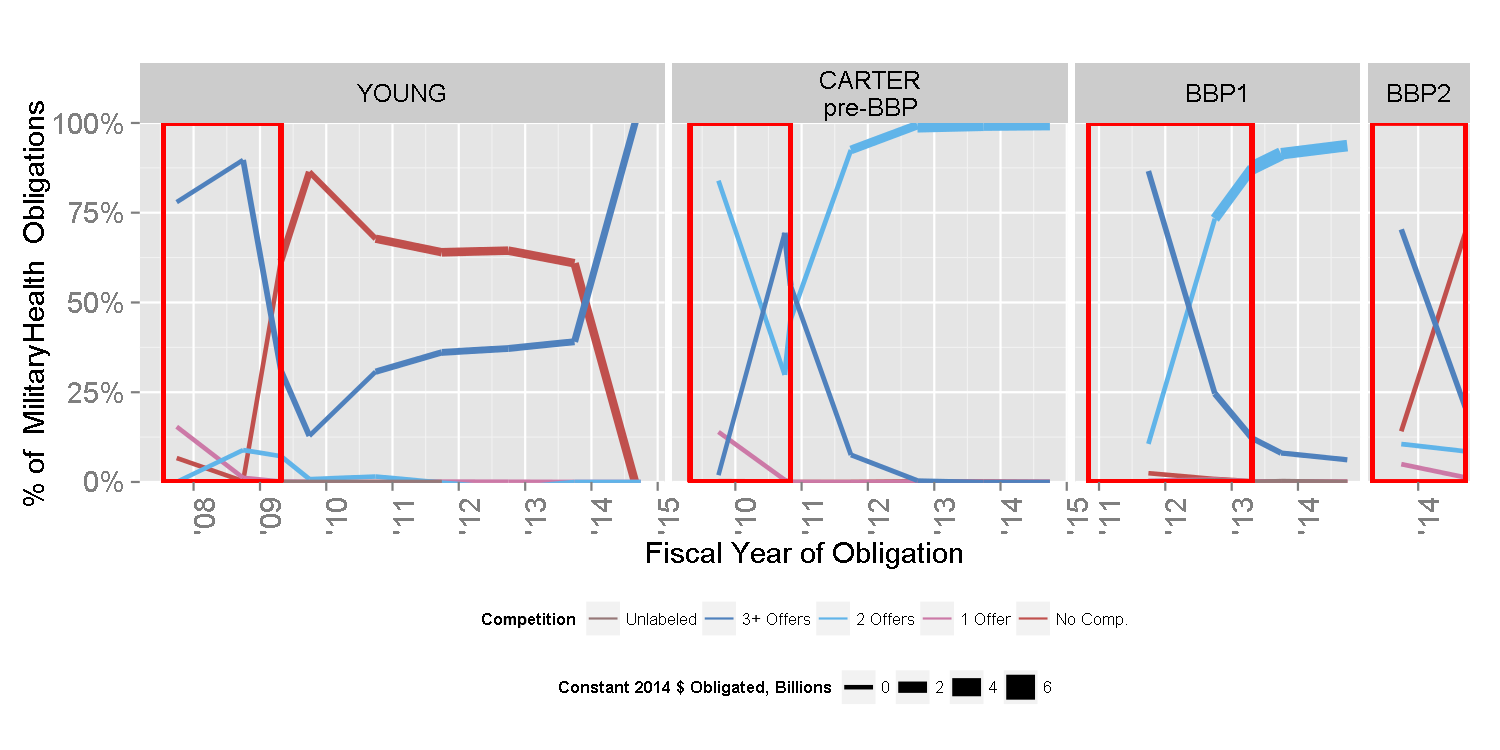 YOUNG
CARTER
pre-BBP
BBP1
BBP2
% of MilitaryHealth Obligations
100%
75%
50%
25%
0%
'08 '09 '10 '11 '12 '13 '14 '15
'10 '11 '12 '13 '14 '15
'11 '12 '13 '14
'14
Fiscal Year of Obligation
Competition Unlabeled 3+ Offers 2 Offers 1 Offer No Comp.
Constant 2014 $ Obligated, Billions 0 2 4 6